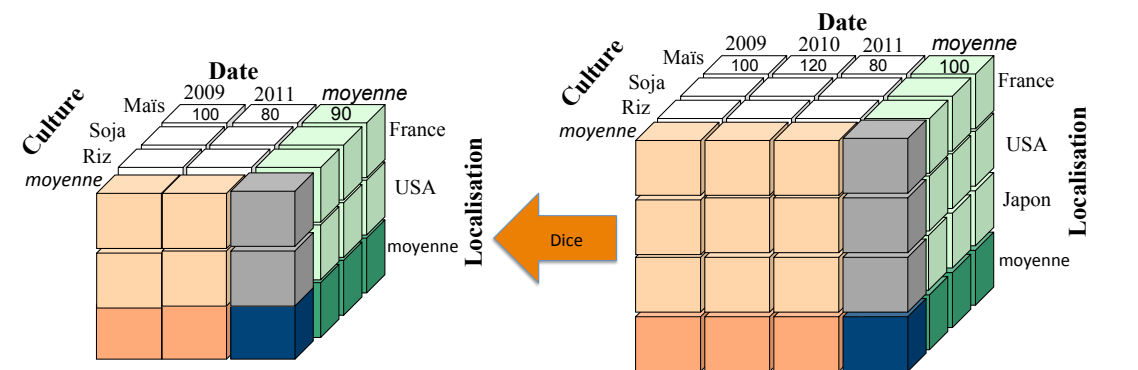 Date
Culture
2009 2011 moyenne
Maïs 100 80 90
Soja
Riz
moyenne
France
USA
moyenne
Localisation
Dice
Date
Culture
2009 2010 2011 moyenne
Maïs 100 120 80 100
Soja
Riz
moyenne
France
USA
Japon
moyenne
Localisation